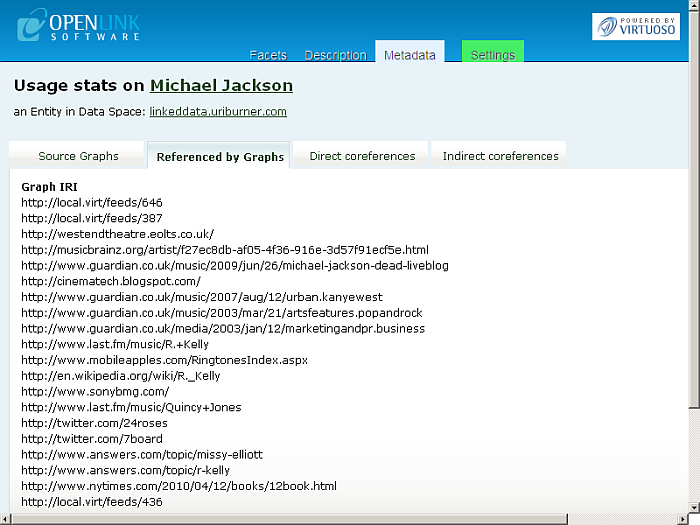 OPENLINK
SOFTWARE
POWERED BY
VIRTUOSO
Facets Description Metadata Settings
Usage stats on Michael Jackson
an Entity in Data Space: linkeddata.uriburner.com
Source Graphs Referenced by Graphs Direct coreferences Indirect coreferences
Graph IRI
http://local.virt/feeds/646
http://local.virt/feeds/387
http://westendtheatre.eolts.co.uk/
http://musicbrainz.org/artist/f27ec8db-af05-4f36-916e-3d57f91ecf5e.html
http://www.guardian.co.uk/music/2009/jun/26/michael-jackson-dead-liveblog
http://cinematech.blogspot.com/
http://www.guardian.co.uk/music/2007/aug/12/urban.kanyewest
http://www.guardian.co.uk/music/2003/mar/21/artsfeatures.popandrock
http://www.guardian.co.uk/media/2003/jan/12/marketingandpr.business
http://www.last.fm/music/R.+Kelly
http://www.mobileapples.com/RingtonesIndex.aspx
http://en.wikipedia.org/wiki/R._Kelly
http://www.sonybmg.com/
http://www.last.fm/music/Quincy+Jones
http://twitter.com/24roses
http://twitter.com/7board
http://www.answers.com/topic/missy-elliott
http://www.answers.com/topic/r-kelly
http://www.nytimes.com/2010/04/12/books/12book.html
http://local.virt/feeds/436